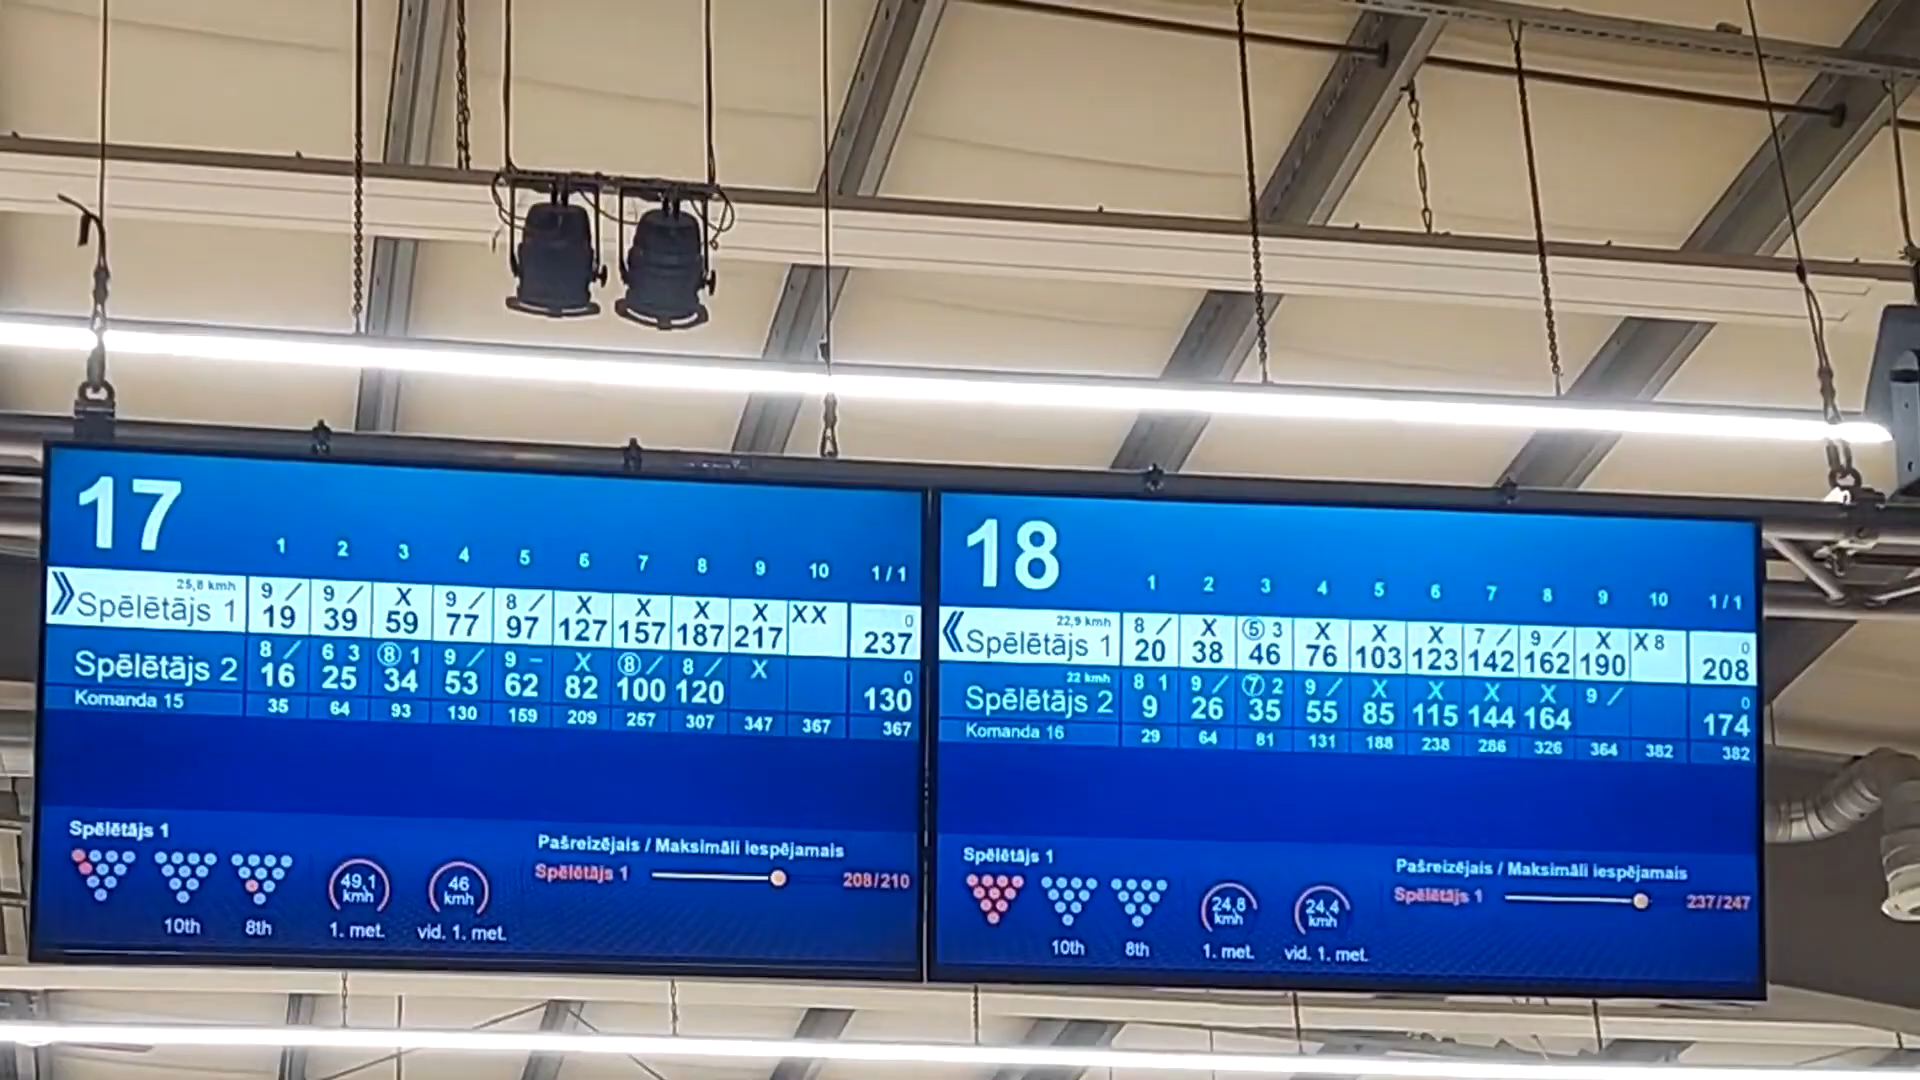 17
1 2 3 4 5 6 7 8 9 10 1/1
25,8 kmh
Spēlētājs 1
9 / 9 / X 9 / 8 / X X X X XX 0
19 39 59 77 97 127 157 187 217 237
Spēlētājs 2
8 / 6 3 8 1 9 / 9 – X 8 / 8 / X 0
16 25 34 53 62 82 100 120 130
Komanda 15 35 64 93 130 159 209 257 307 347 367 367
Spēlētājs 1
10th 8th
49,1 kmh
1. met.
46 kmh
vid. 1. met.
Pašreizējais / Maksimāli iespējamais
Spēlētājs 1 208/210
18
1 2 3 4 5 6 7 8 9 10 1/1
22,9 kmh
Spēlētājs 1
8 / X 5 3 X X X 7 / 9 / X X 8 0
20 38 46 76 103 123 142 162 190 208
22 kmh
Spēlētājs 2
8 1 9 / 7 2 9 / X X X X 9 / 0
9 26 35 55 85 115 144 164 174
Komanda 16 29 64 81 131 188 238 286 326 364 382 382
Spēlētājs 1
10th 8th
24,8 kmh
1. met.
24,4 kmh
vid. 1. met.
Pašreizējais / Maksimāli iespējamais
Spēlētājs 1 237/247